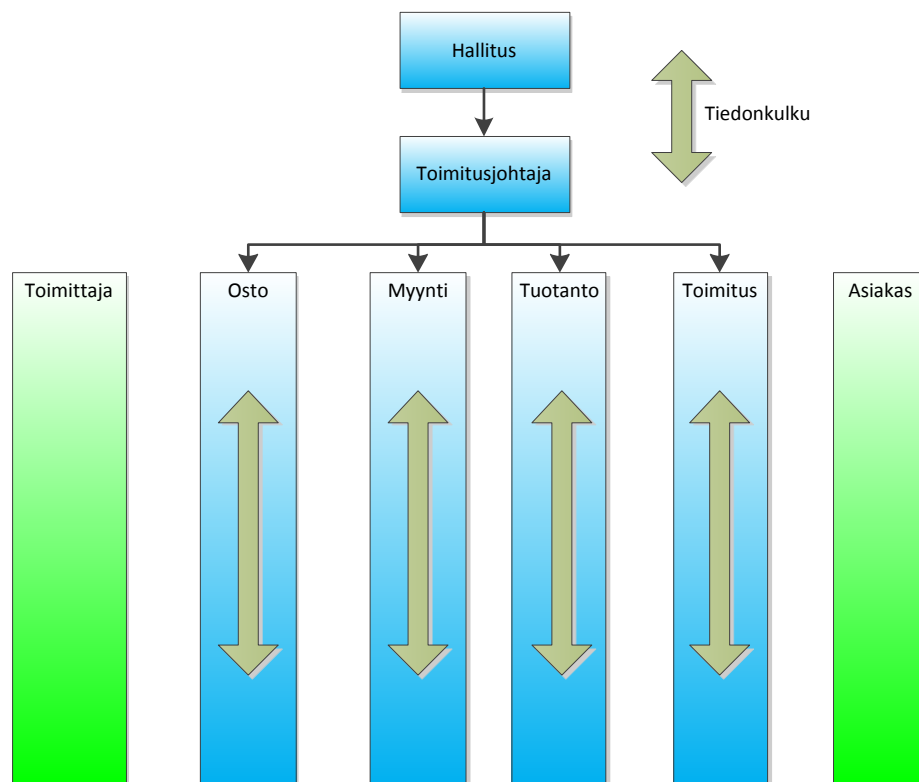 Hallitus
Tiedonkulku
Toimitusjohtaja
Toimittaja
Osto
Myynti
Tuotanto
Toimitus
Asiakas